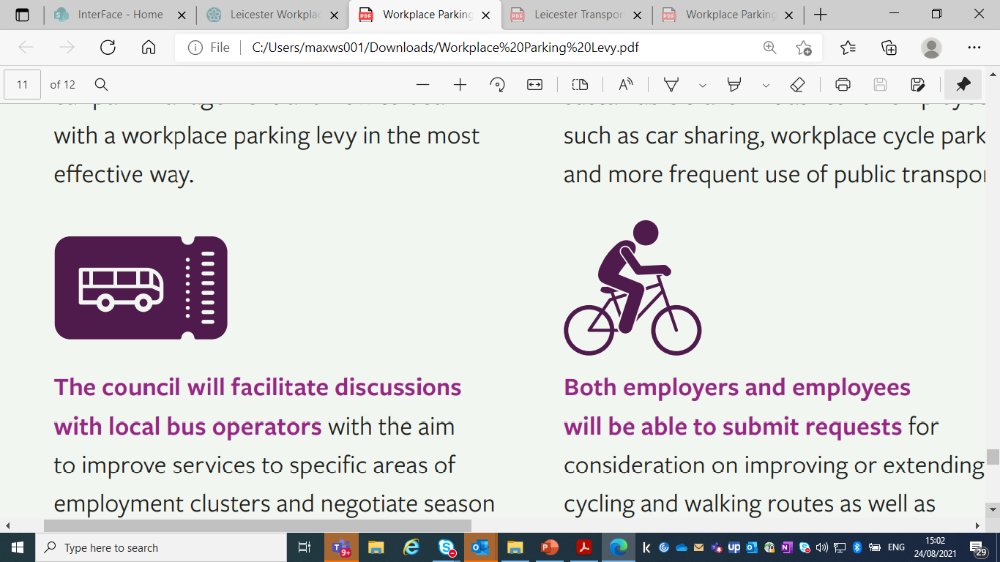 InterFace - Home
Leicester Workplac
Workplace Parking
Leicester Transpor
Workplace Parking
File
C:/Users/maxws001/Downloads/Workplace%20Parking%20Levy.pdf
11 of 12
with a workplace parking levy in the most
effective way.
The council will facilitate discussions
with local bus operators with the aim
to improve services to specific areas of
employment clusters and negotiate season
such as car sharing, workplace cycle park
and more frequent use of public transpor
Both employers and employees
will be able to submit requests for
consideration on improving or extending
cycling and walking routes as well as
Type here to search
9+
ENG
15:02
24/08/2021
29